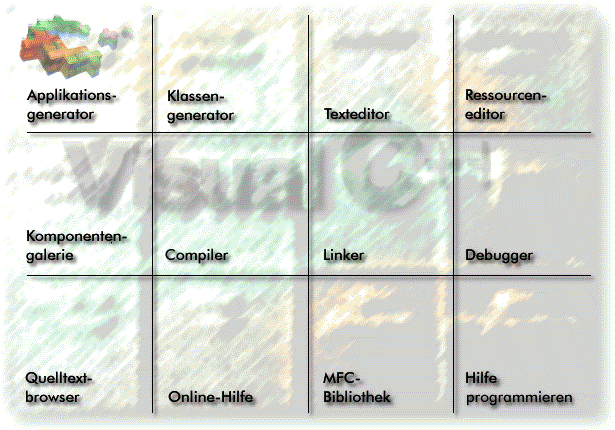 Applikations-
generator
Klassen-
generator
Texteditor
Ressourcen-
editor
Visual C++
Komponenten-
galerie
Compiler
Linker
Debugger
Quelltext-
browser
Online-Hilfe
MFC-
Bibliothek
Hilfe
programmieren